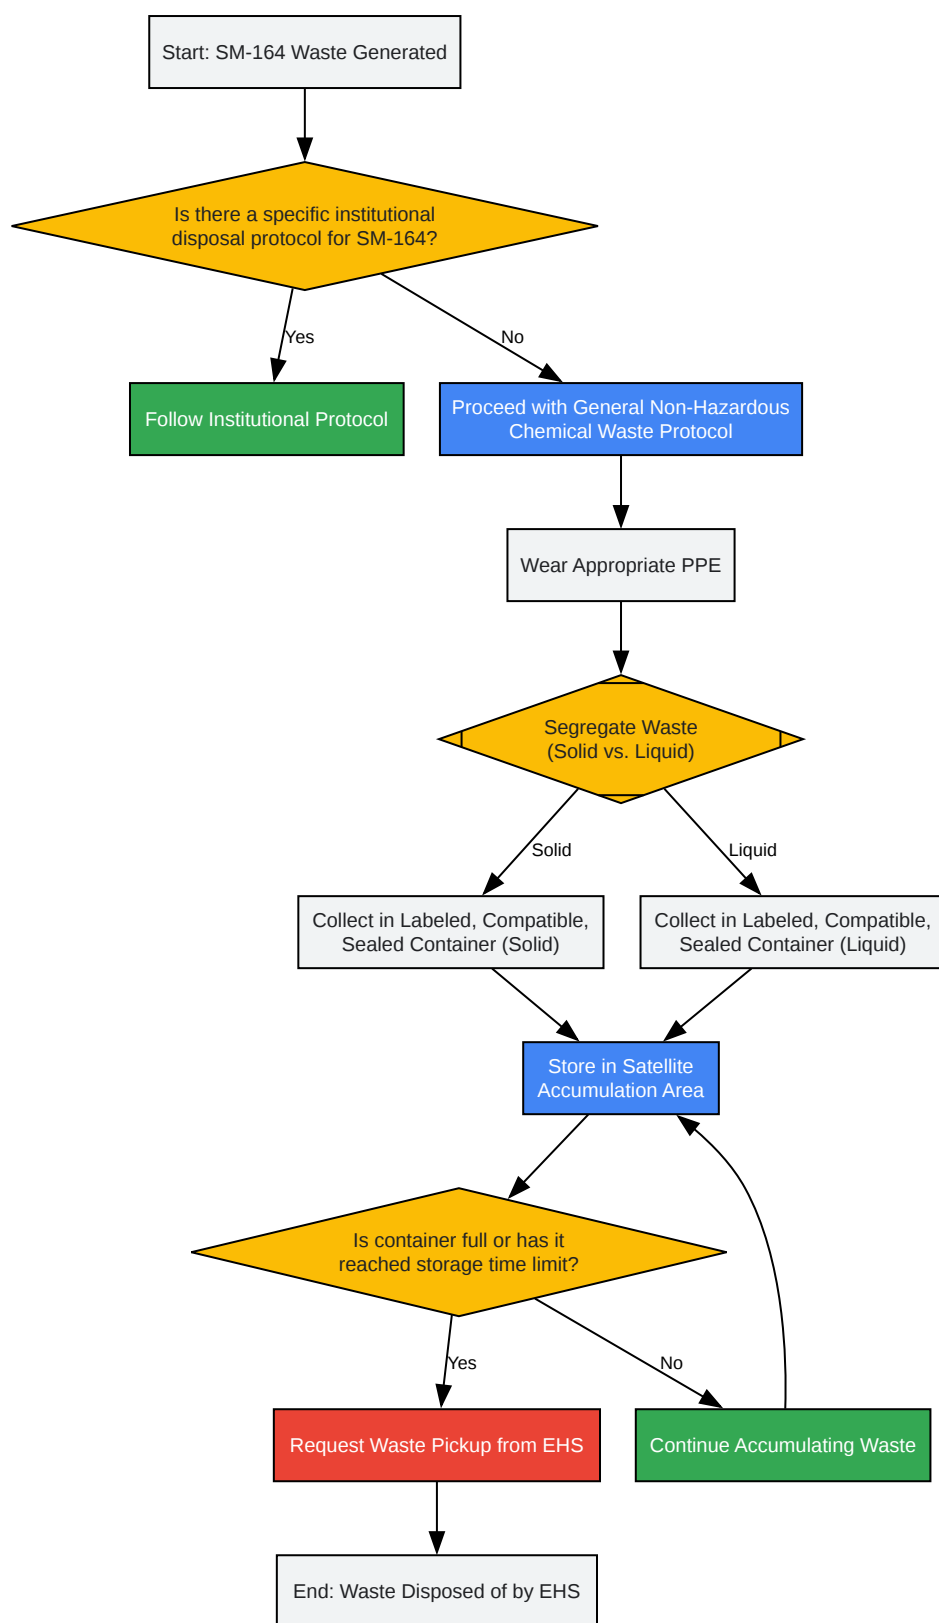 Start: SM-164 Waste Generated
Is there a specific institutional
disposal protocol for SM-164?
Yes
No
Follow Institutional Protocol
Proceed with General Non-Hazardous
Chemical Waste Protocol
Wear Appropriate PPE
Segregate Waste
(Solid vs. Liquid)
Solid
Liquid
Collect in Labeled, Compatible,
Sealed Container (Solid)
Collect in Labeled, Compatible,
Sealed Container (Liquid)
Store in Satellite
Accumulation Area
Is container full or has it
reached storage time limit?
Yes
No
Request Waste Pickup from EHS
Continue Accumulating Waste
End: Waste Disposed of by EHS